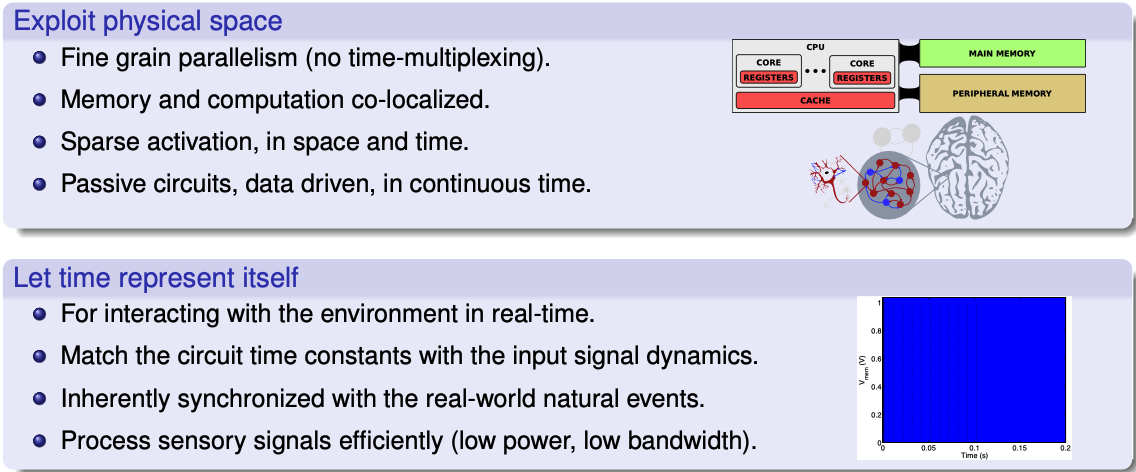 Exploit physical space
Fine grain parallelism (no time-multiplexing).
Memory and computation co-localized.
Sparse activation, in space and time.
Passive circuits, data driven, in continuous time.
CPU
CORE
REGISTERS
CORE
REGISTERS
CACHE
MAIN MEMORY
PERIPHERAL MEMORY
Let time represent itself
For interacting with the environment in real-time.
Match the circuit time constants with the input signal dynamics.
Inherently synchronized with the real-world natural events.
Process sensory signals efficiently (low power, low bandwidth).
1
0.8
0.6
0.4
0.2
0
Vmem (V)
0 0.05 0.1 0.15 0.2
Time (s)